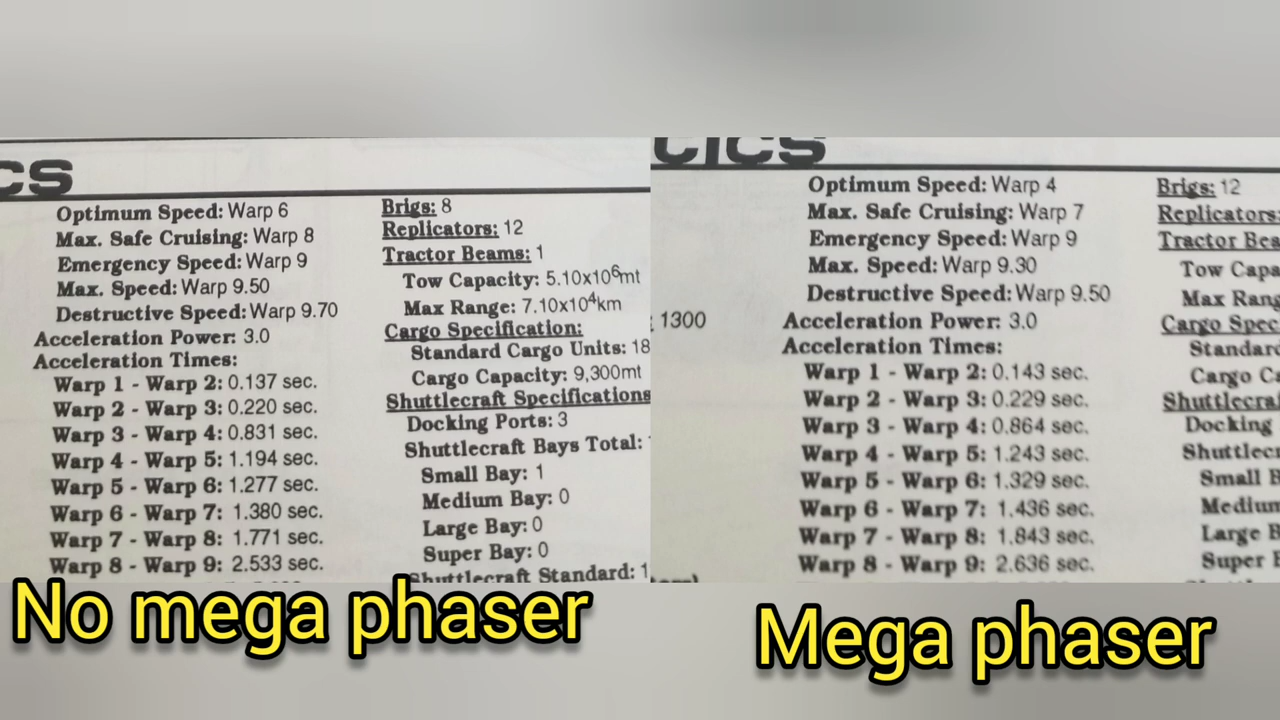 cs
Optimum Speed: Warp 6
Max. Safe Cruising: Warp 8
Emergency Speed: Warp 9
Max. Speed: Warp 9.50
Destructive Speed: Warp 9.70
Acceleration Power: 3.0
Acceleration Times:
Warp 1 - Warp 2: 0.137 sec.
Warp 2 - Warp 3: 0.220 sec.
Warp 3 - Warp 4: 0.831 sec.
Warp 4 - Warp 5: 1.194 sec.
Warp 5 - Warp 6: 1.277 sec.
Warp 6 - Warp 7: 1.380 sec.
Warp 7 - Warp 8: 1.771 sec.
Warp 8 - Warp 9: 2.533 sec.
Brigs: 8
Replicators: 12
Tractor Beams: 1
Tow Capacity: 5.10x10⁶mt
Max Range: 7.10x10⁴km
Cargo Specification:
Standard Cargo Units: 18
Cargo Capacity: 9,300mt
Shuttlecraft Specifications
Docking Ports: 3
Shuttlecraft Bays Total:
Small Bay: 1
Medium Bay: 0
Large Bay: 0
Super Bay: 0
Shuttlecraft Standard: 1
No mega phaser
cics
1300
Optimum Speed: Warp 4
Max. Safe Cruising: Warp 7
Emergency Speed: Warp 9
Max. Speed: Warp 9.30
Destructive Speed: Warp 9.50
Acceleration Power: 3.0
Acceleration Times:
Warp 1 - Warp 2: 0.143 sec.
Warp 2 - Warp 3: 0.229 sec.
Warp 3 - Warp 4: 0.864 sec.
Warp 4 - Warp 5: 1.243 sec.
Warp 5 - Warp 6: 1.329 sec.
Warp 6 - Warp 7: 1.436 sec.
Warp 7 - Warp 8: 1.843 sec.
Warp 8 - Warp 9: 2.636 sec.
Brigs: 12
Replicators:
Tractor Bea
Tow Capa
Max Rang
Cargo Spec
Standard
Cargo Ca
Shuttlecraf
Docking
Shuttlecr
Small B
Medium
Large B
Super B
Mega phaser